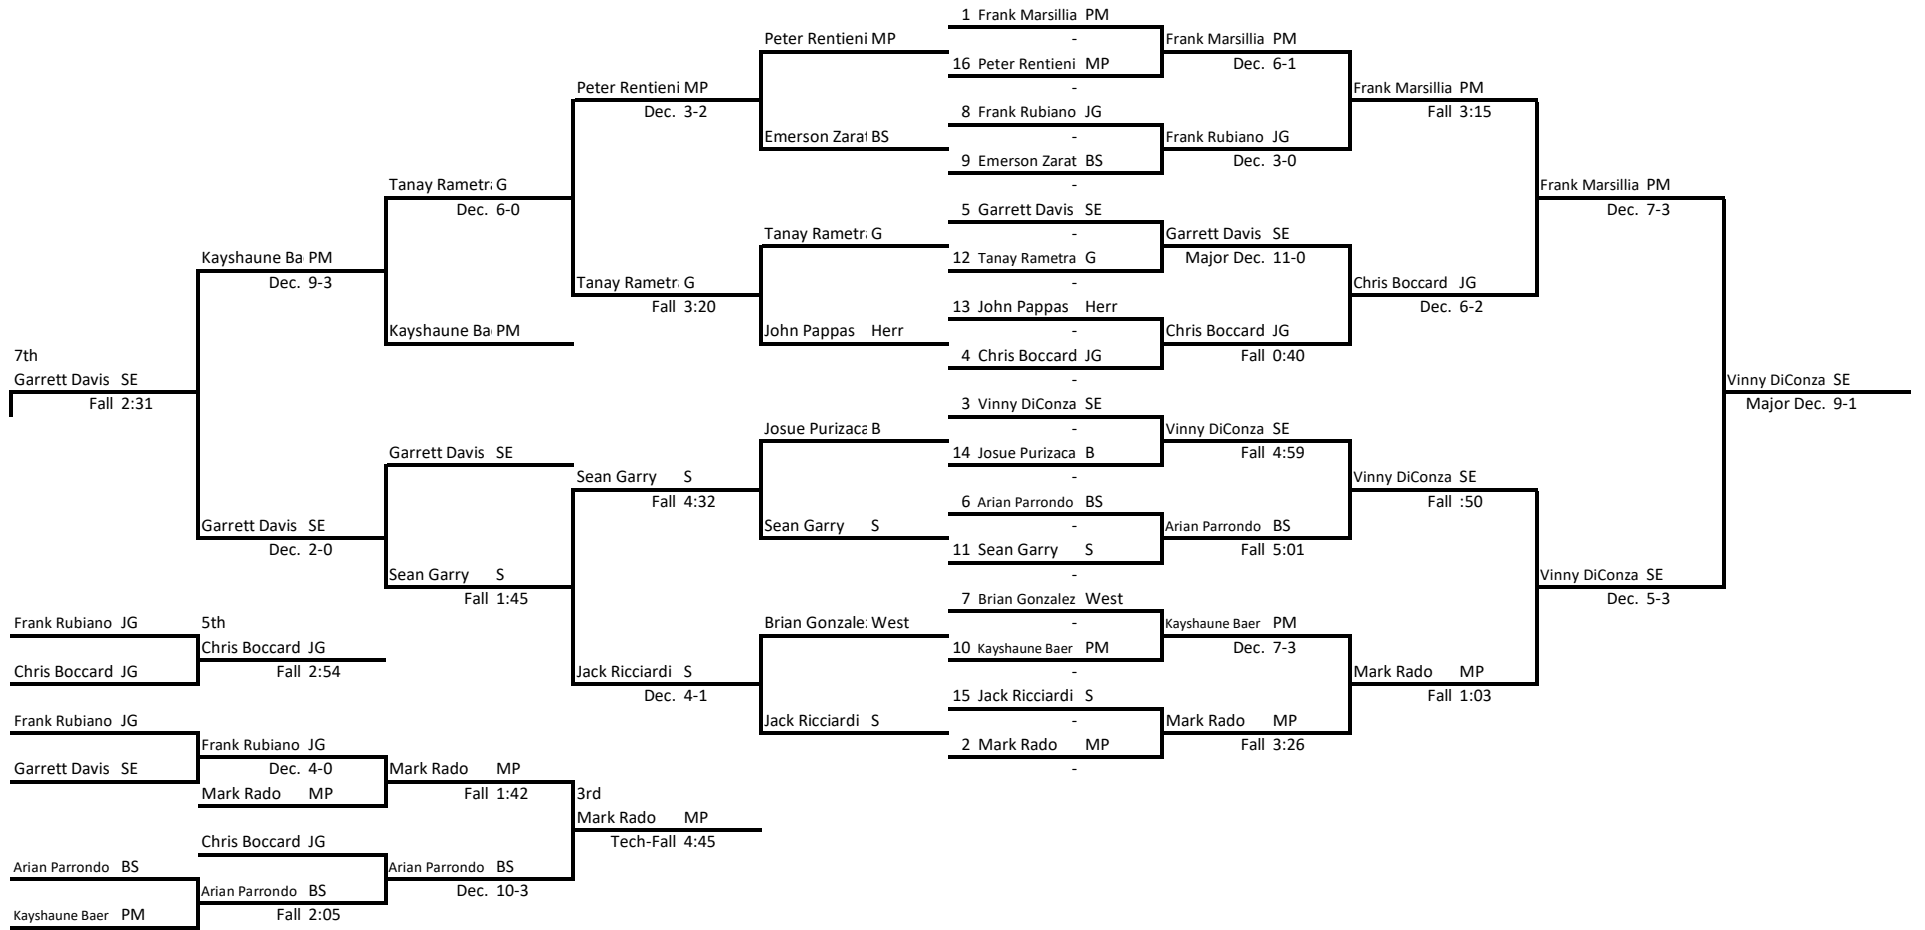 1 Frank Marsillia PM
Peter Rentieni MP
-
Frank Marsillia PM
16 Peter Rentieni MP
Dec. 6-1
Peter Rentieni MP
-
Frank Marsillia PM
Dec. 3-2
8 Frank Rubiano JG
Fall 3:15
Emerson Zarat BS
-
Frank Rubiano JG
9 Emerson Zarat BS
Dec. 3-0
Tanay Rametra G
-
Frank Marsillia PM
Dec. 6-0
5 Garrett Davis SE
Dec. 7-3
Tanay Rametra G
-
Garrett Davis SE
Kayshaune Ba PM
12 Tanay Rametra G
Major Dec. 11-0
Dec. 9-3
Tanay Rametra G
-
Chris Boccard JG
Fall 3:20
13 John Pappas Herr
Dec. 6-2
Kayshaune Ba PM
John Pappas Herr
-
Chris Boccard JG
7th
4 Chris Boccard JG
Fall 0:40
Garrett Davis SE
-
Vinny DiConza SE
Fall 2:31
3 Vinny DiConza SE
Major Dec. 9-1
Josue Purizaca B
-
Vinny DiConza SE
Garrett Davis SE
14 Josue Purizaca B
Fall 4:59
Sean Garry S
-
Vinny DiConza SE
Fall 4:32
6 Arian Parrondo BS
Fall :50
Garrett Davis SE
Sean Garry S
-
Arian Parrondo BS
Dec. 2-0
11 Sean Garry S
Fall 5:01
Sean Garry S
-
Vinny DiConza SE
Fall 1:45
7 Brian Gonzalez West
Dec. 5-3
Frank Rubiano JG
5th
Brian Gonzale West
-
Kayshaune Baer PM
Chris Boccard JG
10 Kayshaune Baer PM
Dec. 7-3
Chris Boccard JG
Fall 2:54
Jack Ricciardi S
-
Mark Rado MP
Dec. 4-1
15 Jack Ricciardi S
Fall 1:03
Frank Rubiano JG
Jack Ricciardi S
-
Mark Rado MP
Frank Rubiano JG
2 Mark Rado MP
Fall 3:26
Garrett Davis SE
Dec. 4-0
Mark Rado MP
-
Mark Rado MP
Fall 1:42
3rd
Mark Rado MP
Chris Boccard JG
Tech-Fall 4:45
Arian Parrondo BS
Arian Parrondo BS
Arian Parrondo BS
Dec. 10-3
Kayshaune Baer PM
Fall 2:05